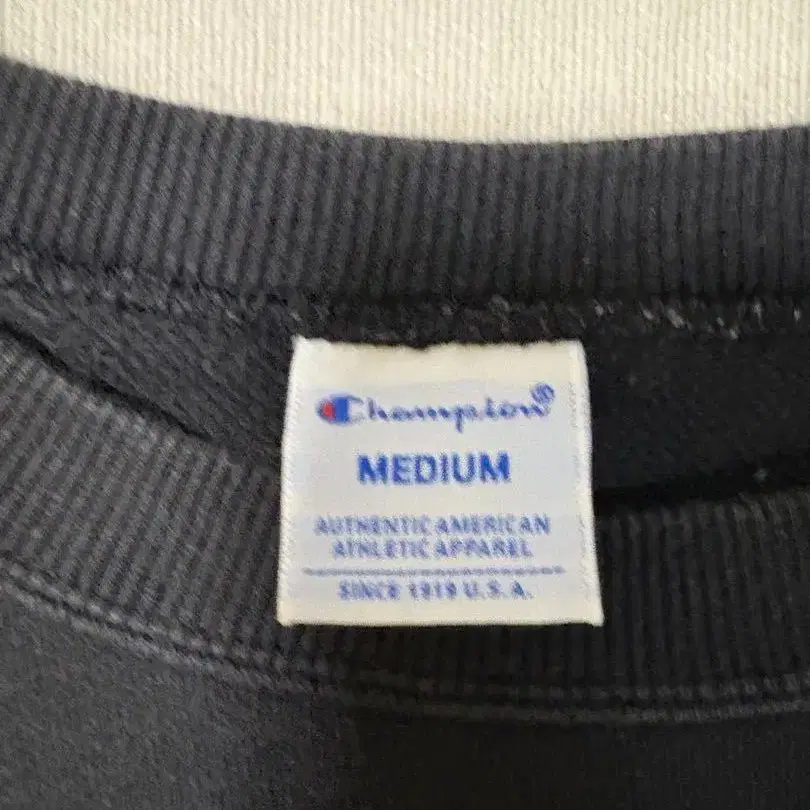 Champion®
MEDIUM
AUTHENTIC AMERICAN
ATHLETIC APPAREL
SINCE 1919 U.S.A.